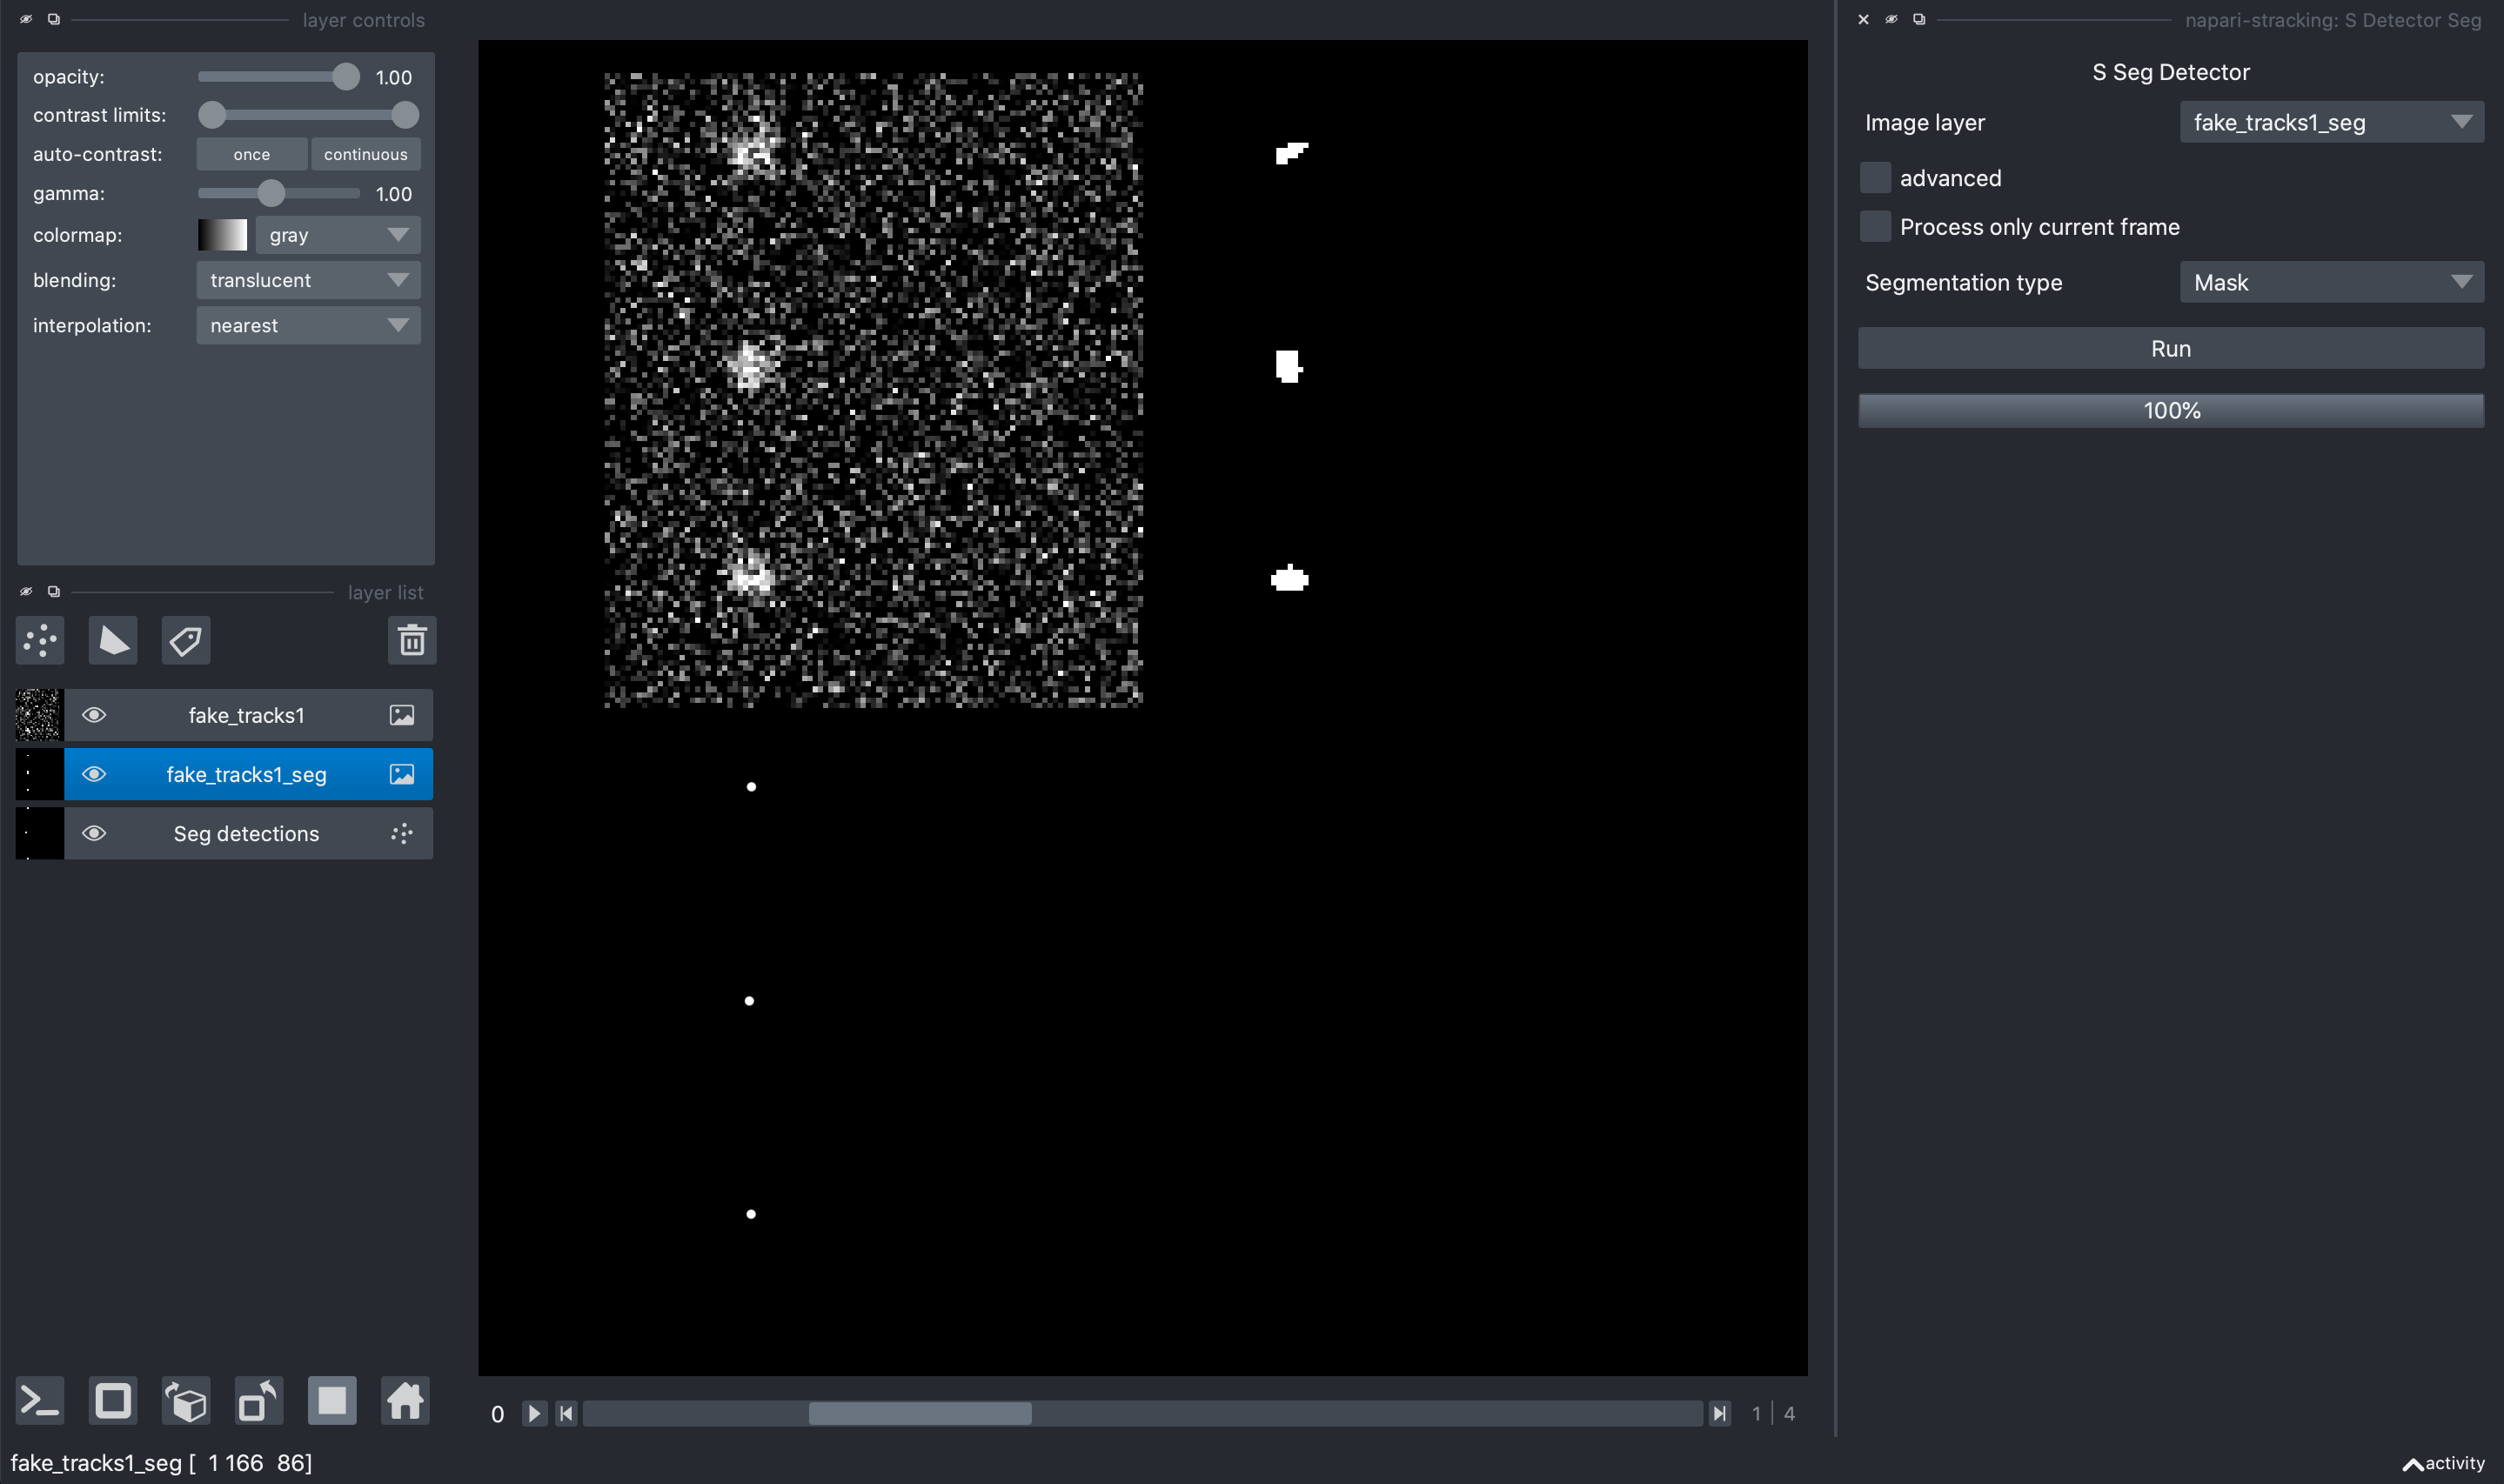 layer controls
opacity: 1.00
contrast limits:
auto-contrast: once continuous
gamma: 1.00
colormap: gray
blending: translucent
interpolation: nearest
layer list
fake_tracks1
fake_tracks1_seg
Seg detections
0 1 4
fake_tracks1_seg [ 1 166 86]
napari-stracking: S Detector Seg
S Seg Detector
Image layer fake_tracks1_seg
advanced
Process only current frame
Segmentation type Mask
Run
100%
activity